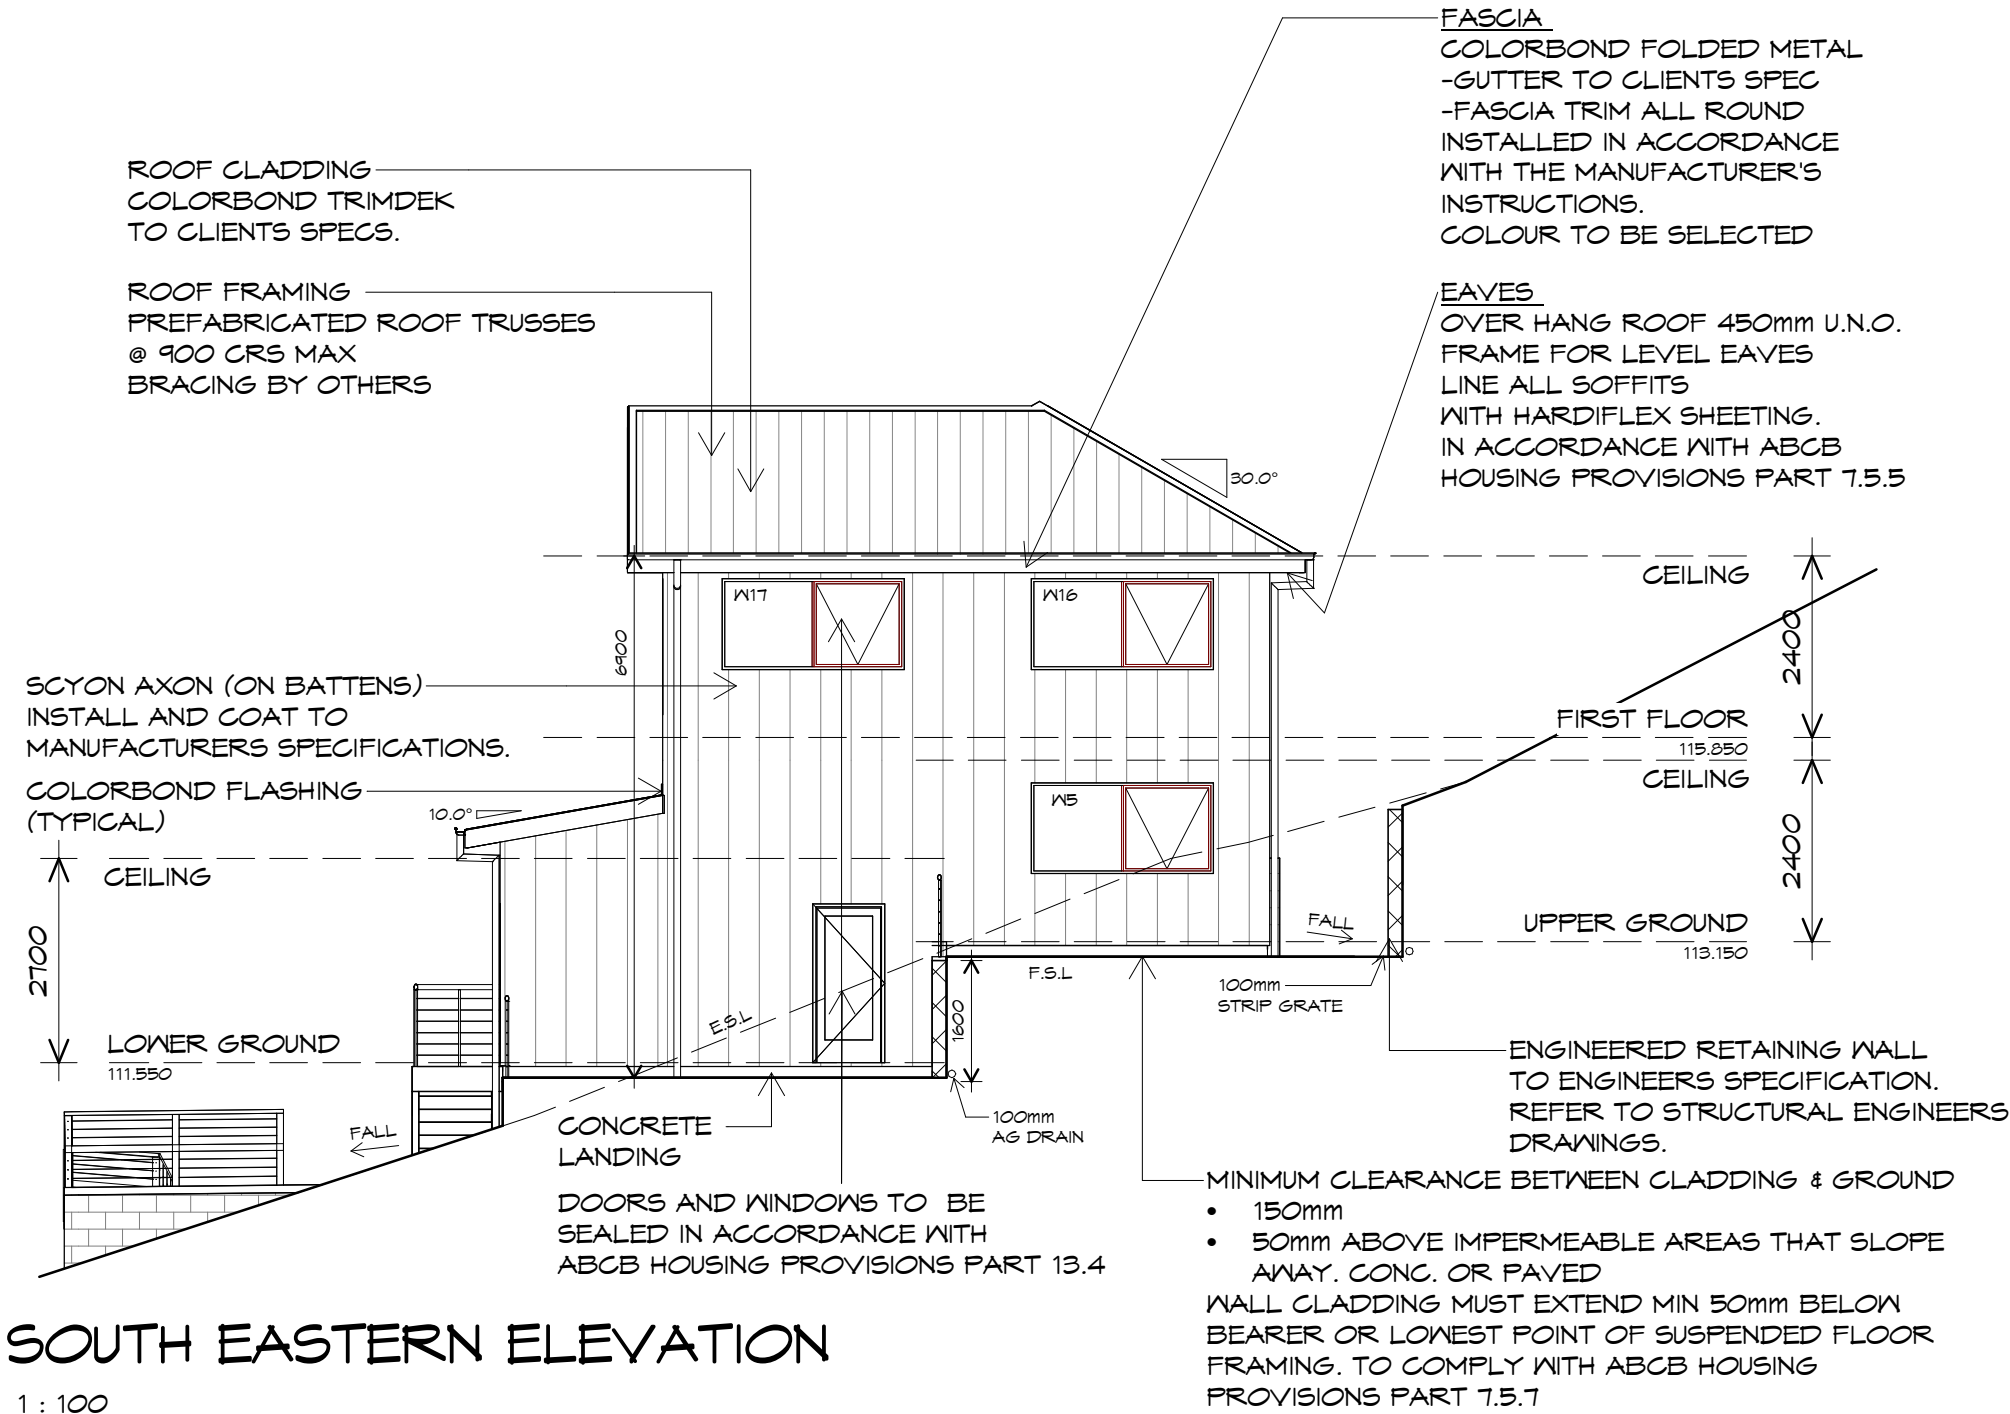 FASCIA
COLORBOND FOLDED METAL
-GUTTER TO CLIENTS SPEC
-FASCIA TRIM ALL ROUND
INSTALLED IN ACCORDANCE
WITH THE MANUFACTURER'S
INSTRUCTIONS.
COLOUR TO BE SELECTED
ROOF CLADDING
COLORBOND TRIMDEK
TO CLIENTS SPECS.
ROOF FRAMING
PREFABRICATED ROOF TRUSSES
@ 900 CRS MAX
BRACING BY OTHERS
EAVES
OVER HANG ROOF 450mm U.N.O.
FRAME FOR LEVEL EAVES
LINE ALL SOFFITS
WITH HARDIFLEX SHEETING.
IN ACCORDANCE WITH ABCB
HOUSING PROVISIONS PART 7.5.5
30.0°
CEILING
2400
W17
W16
6900
SCYON AXON (ON BATTENS)
INSTALL AND COAT TO
MANUFACTURERS SPECIFICATIONS.
FIRST FLOOR
115.850
CEILING
2400
COLORBOND FLASHING
(TYPICAL)
10.0°
W5
CEILING
2700
FALL
UPPER GROUND
113.150
F.S.L
100mm
STRIP GRATE
E.S.L
1600
LOWER GROUND
111.550
ENGINEERED RETAINING WALL
TO ENGINEERS SPECIFICATION.
REFER TO STRUCTURAL ENGINEERS
DRAWINGS.
FALL
CONCRETE
LANDING
100mm
AG DRAIN
DOORS AND WINDOWS TO BE
SEALED IN ACCORDANCE WITH
ABCB HOUSING PROVISIONS PART 13.4
MINIMUM CLEARANCE BETWEEN CLADDING & GROUND
• 150mm
• 50mm ABOVE IMPERMEABLE AREAS THAT SLOPE
AWAY. CONC. OR PAVED
WALL CLADDING MUST EXTEND MIN 50mm BELOW
BEARER OR LOWEST POINT OF SUSPENDED FLOOR
FRAMING. TO COMPLY WITH ABCB HOUSING
PROVISIONS PART 7.5.7
SOUTH EASTERN ELEVATION
1 : 100